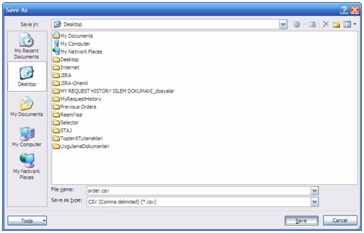 Save As
Save in:
Desktop
My Recent
Documents
Desktop
My Documents
My Computer
My Network
Places
My Documents
My Computer
My Network Places
Desktop
Internet
JIRA
JIRA-Onemli
MY REQUEST HISTORY ISLEM DOKUMANI_dosyalar
MyRequestHistory
Previous Orders
ResmiYazi
Selector
STAJ
ToplantiTutanaklari
UygulamaDokumanlari
File name:
order.csv
Save as type:
CSV (Comma delimited) (*.csv)
Tools
Save
Cancel